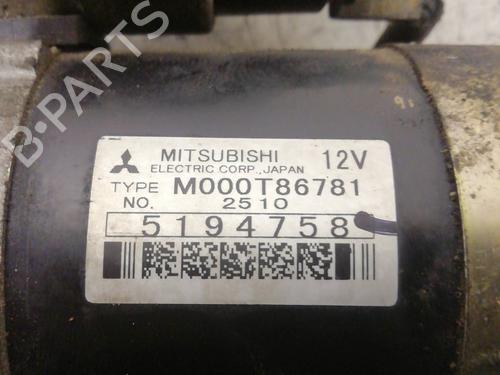 B-PARTS
MITSUBISHI 12V
ELECTRIC CORP., JAPAN
TYPE M000T86781
NO. 2510
5194758